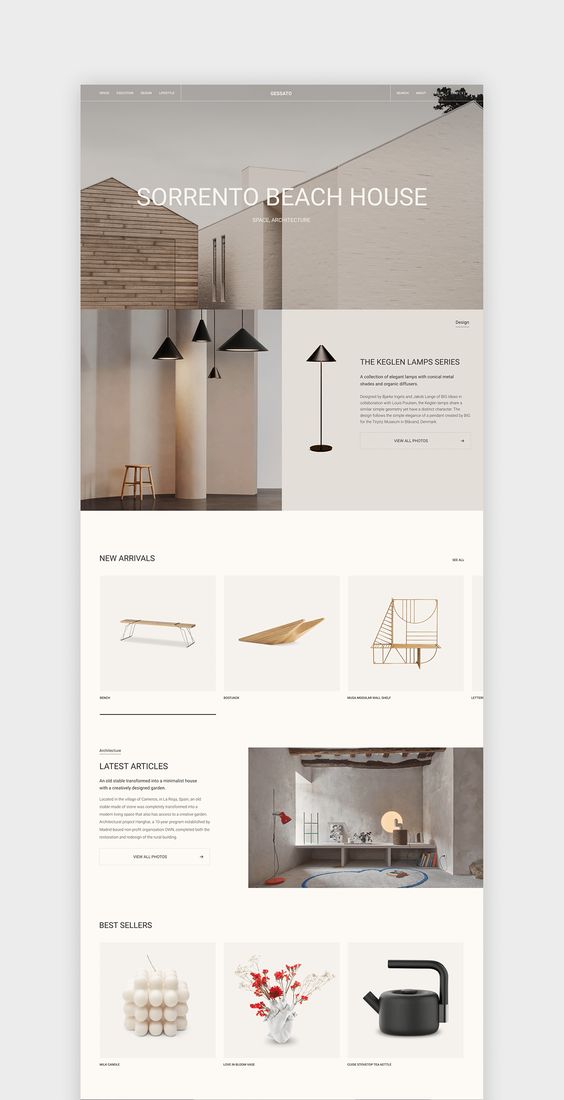 SPACE EXECUTION DESIGN LIFESTYLE
GESSATO
SEARCH ABOUT
SORRENTO BEACH HOUSE
SPACE, ARCHITECTURE
Design
THE KEGLEN LAMPS SERIES
A collection of elegant lamps with conical metal
shades and organic diffusers.
Designed by Bjarke Ingels and Jakob Lange of BIG Ideas in
collaboration with Louis Poulsen, the Keglen lamps share a
similar simple geometry yet have a distinct character. The
design follows the simple elegance of a pendant created by BIG
for the Tirpitz Museum in Blåvand, Denmark.
VIEW ALL PHOTOS →
NEW ARRIVALS
SEE ALL
BENCH
BOOTJACK
MUSA MODULAR WALL SHELF
LETTER
Architecture
LATEST ARTICLES
An old stable transformed into a minimalist house
with a creatively designed garden.
Located in the village of Cameros, in La Rioja, Spain, an old
stable made of stone was completely transformed into a
modern living space that also has access to a creative garden.
Architectural project Hanghar, a 10-year program established by
Madrid-based non-profit organisation OWN, completed both the
restoration and redesign of the rural building.
VIEW ALL PHOTOS →
BEST SELLERS
MILK CANDLE
LOVE IN BLOOM VASE
CLYDE STOVETOP TEA KETTLE